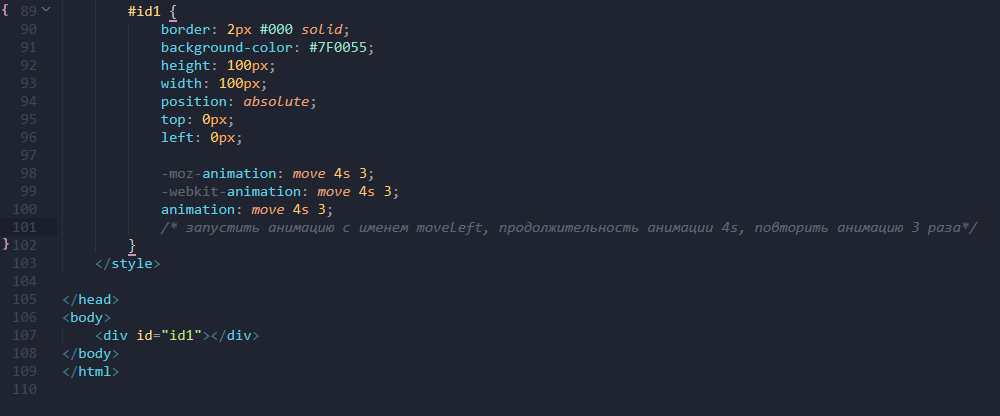 { 89 #id1 {
90 border: 2px #000 solid;
91 background-color: #7F0055;
92 height: 100px;
93 width: 100px;
94 position: absolute;
95 top: 0px;
96 left: 0px;
97
98 -moz-animation: move 4s 3;
99 -webkit-animation: move 4s 3;
100 animation: move 4s 3;
101 /* запустить анимацию с именем moveLeft, продолжительность анимации 4s, повторить анимацию 3 раза*/
} 102 }
103 </style>
104
105 </head>
106 <body>
107 <div id="id1"></div>
108 </body>
109 </html>
110